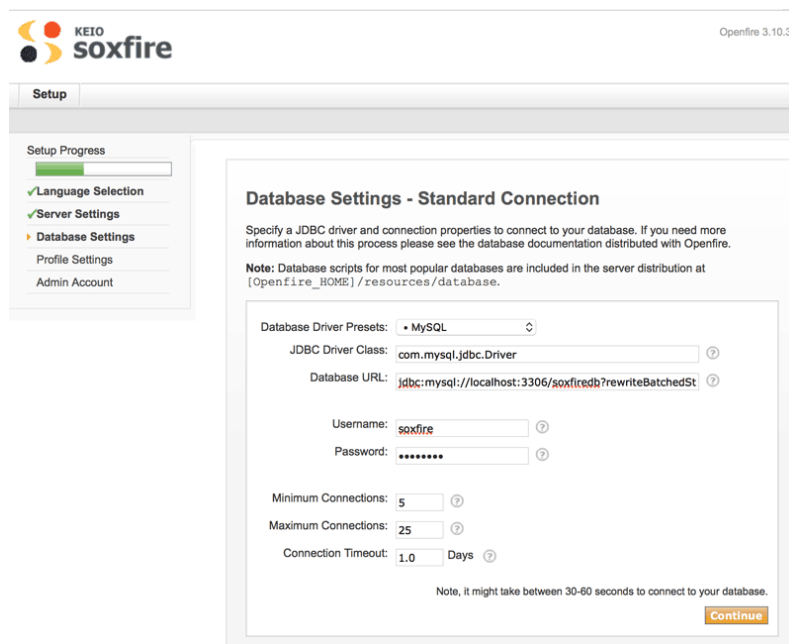 KEIO
soxfire
Openfire 3.10.3
Setup
Setup Progress
Language Selection
Server Settings
Database Settings
Profile Settings
Admin Account
Database Settings - Standard Connection
Specify a JDBC driver and connection properties to connect to your database. If you need more
information about this process please see the database documentation distributed with Openfire.
Note: Database scripts for most popular databases are included in the server distribution at
[Openfire_HOME]/resources/database.
Database Driver Presets: • MySQL
JDBC Driver Class: com.mysql.jdbc.Driver ?
Database URL: jdbc:mysql://localhost:3306/soxfiredb?rewriteBatchedSt ?
Username: soxfire ?
Password: •••••••• ?
Minimum Connections: 5 ?
Maximum Connections: 25 ?
Connection Timeout: 1.0 Days ?
Note, it might take between 30-60 seconds to connect to your database.
Continue